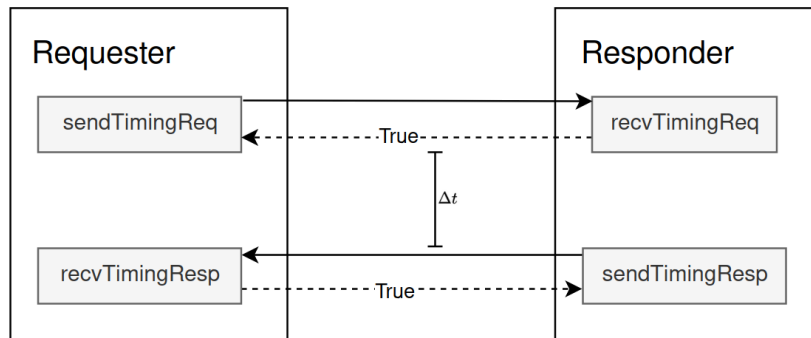 Requester
Responder
sendTimingReq
recvTimingReq
True
Δt
recvTimingResp
sendTimingResp
True